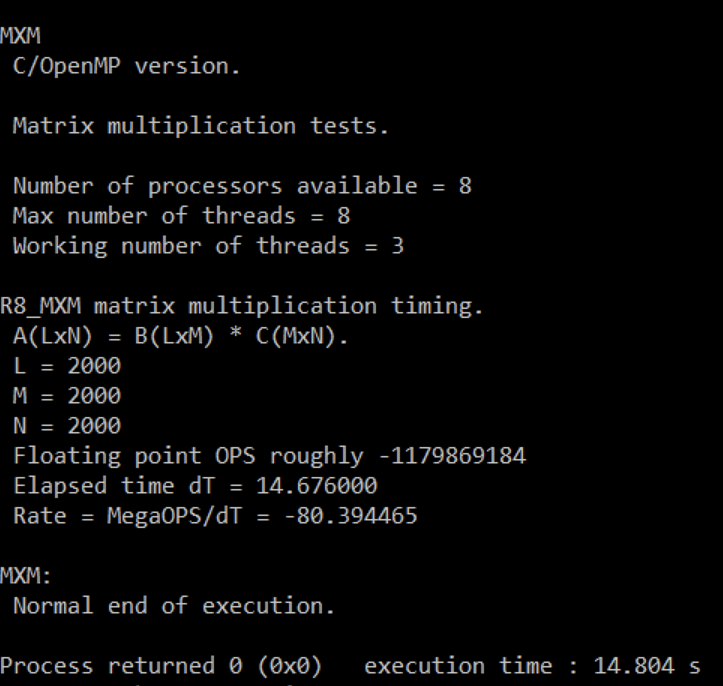 MXM
C/OpenMP version.
Matrix multiplication tests.
Number of processors available = 8
Max number of threads = 8
Working number of threads = 3
R8_MXM matrix multiplication timing.
A(LxN) = B(LxM) * C(MxN).
L = 2000
M = 2000
N = 2000
Floating point OPS roughly -1179869184
Elapsed time dT = 14.676000
Rate = MegaOPS/dT = -80.394465
MXM:
Normal end of execution.
Process returned 0 (0x0)   execution time : 14.804 s